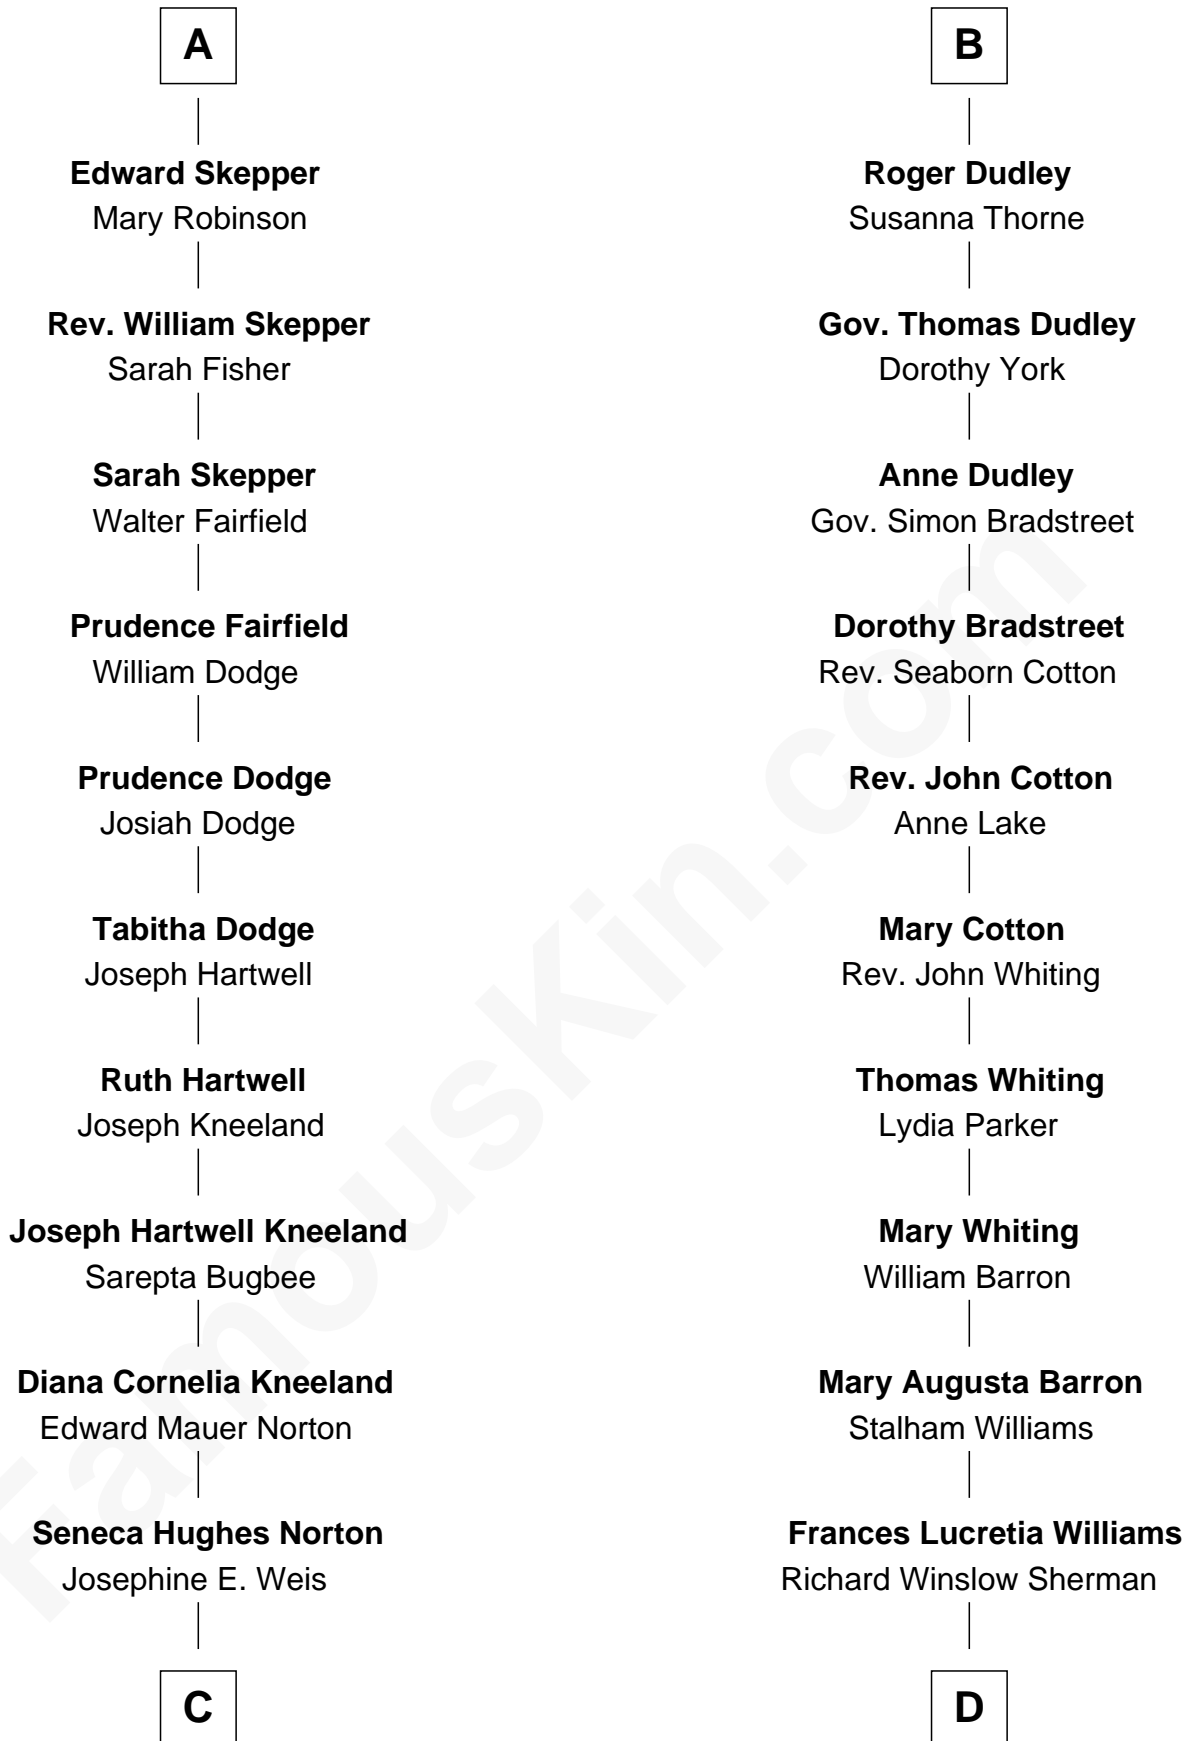 A
Edward Skepper
Mary Robinson
Rev. William Skepper
Sarah Fisher
Sarah Skepper
Walter Fairfield
Prudence Fairfield
William Dodge
Prudence Dodge
Josiah Dodge
Tabitha Dodge
Joseph Hartwell
Ruth Hartwell
Joseph Kneeland
Joseph Hartwell Kneeland
Sarepta Bugbee
Diana Cornelia Kneeland
Edward Mauer Norton
Seneca Hughes Norton
Josephine E. Weis
C
B
Roger Dudley
Susanna Thorne
Gov. Thomas Dudley
Dorothy York
Anne Dudley
Gov. Simon Bradstreet
Dorothy Bradstreet
Rev. Seaborn Cotton
Rev. John Cotton
Anne Lake
Mary Cotton
Rev. John Whiting
Thomas Whiting
Lydia Parker
Mary Whiting
William Barron
Mary Augusta Barron
Stalham Williams
Frances Lucretia Williams
Richard Winslow Sherman
D
FamousKin.com